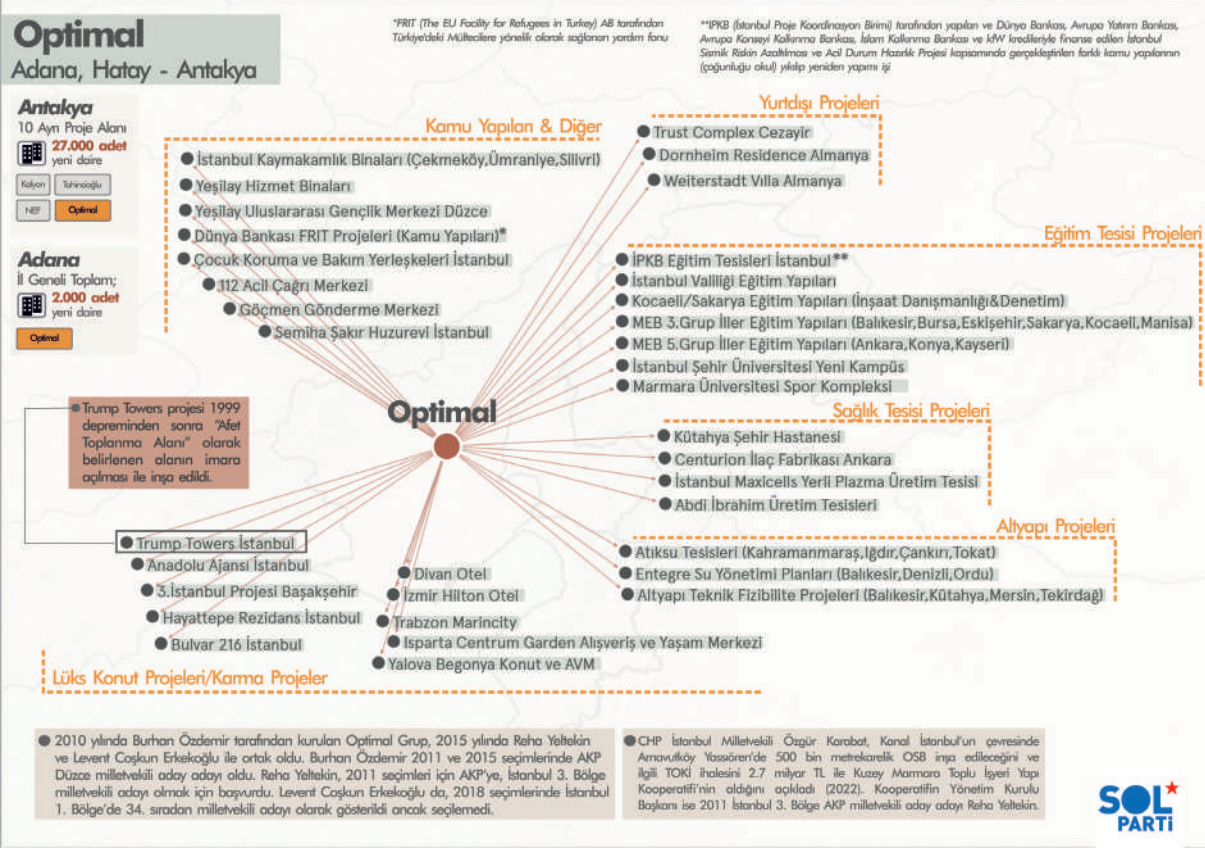 Optimal
Adana, Hatay - Antakya
*FRIT (The EU Facility for Refugees in Turkey) AB tarafından
Türkiye'deki Mültecilere yönelik olarak sağlanan yardım fonu
**IPKB (İstanbul Proje Koordinasyon Birimi) tarafından yapılan ve Dünya Bankası, Avrupa Yatırım Bankası,
Avrupa Konseyi Kalkınma Bankası, İslam Kalkınma Bankası ve kfW kredileriyle finanse edilen İstanbul
Sismik Riskin Azaltılması ve Acil Durum Hazırlık Projesi kapsamında gerçekleştirilen farklı kamu yapılarının
(çoğunluğu okul) yıkılıp yeniden yapımı işi
Antakya
10 Ayrı Proje Alanı
27.000 adet
yeni daire
Kalyon
Tahincioğlu
NEF
Optimal
Adana
İl Geneli Toplam;
2.000 adet
yeni daire
Optimal
Kamu Yapıları & Diğer
İstanbul Kaymakamlık Binaları (Çekmeköy,Ümraniye,Silivri)
Yeşilay Hizmet Binaları
Yeşilay Uluslararası Gençlik Merkezi Düzce
Dünya Bankası FRIT Projeleri (Kamu Yapıları)*
Çocuk Koruma ve Bakım Yerleşkeleri İstanbul
112 Acil Çağrı Merkezi
Göçmen Gönderme Merkezi
Semiha Şakir Huzurevi İstanbul
Yurtdışı Projeleri
Trust Complex Cezayir
Dornheim Residence Almanya
Weiterstadt Villa Almanya
Eğitim Tesisi Projeleri
İPKB Eğitim Tesisleri İstanbul**
İstanbul Valiliği Eğitim Yapıları
Kocaeli/Sakarya Eğitim Yapıları (İnşaat Danışmanlığı&Denetim)
MEB 3.Grup İller Eğitim Yapıları (Balıkesir,Bursa,Eskişehir,Sakarya,Kocaeli,Manisa)
MEB 5.Grup İller Eğitim Yapıları (Ankara,Konya,Kayseri)
İstanbul Şehir Üniversitesi Yeni Kampüs
Marmara Üniversitesi Spor Kompleksi
Optimal
Sağlık Tesisi Projeleri
Kütahya Şehir Hastanesi
Centurion İlaç Fabrikası Ankara
İstanbul Maxicells Yerli Plazma Üretim Tesisi
Abdi İbrahim Üretim Tesisleri
Trump Towers projesi 1999
depreminden sonra "Afet
Toplanma Alanı" olarak
belirlenen alanın imara
açılması ile inşa edildi.
Altyapı Projeleri
Atıksu Tesisleri (Kahramanmaraş,Iğdır,Çankırı,Tokat)
Entegre Su Yönetimi Planları (Balıkesir,Denizli,Ordu)
Altyapı Teknik Fizibilite Projeleri (Balıkesir,Kütahya,Mersin,Tekirdağ)
Trump Towers İstanbul
Anadolu Ajansı İstanbul
3.İstanbul Projesi Başakşehir
Hayattepe Rezidans İstanbul
Bulvar 216 İstanbul
Divan Otel
İzmir Hilton Otel
Trabzon Marincity
Isparta Centrum Garden Alışveriş ve Yaşam Merkezi
Yalova Begonya Konut ve AVM
Lüks Konut Projeleri/Karma Projeler
2010 yılında Burhan Özdemir tarafından kurulan Optimal Grup, 2015 yılında Reha Yeltekin
ve Levent Coşkun Erkekoğlu ile ortak oldu. Burhan Özdemir 2011 ve 2015 seçimlerinde AKP
Düzce milletvekili aday adayı oldu. Reha Yeltekin, 2011 seçimleri için AKP'ye, İstanbul 3. Bölge
milletvekili adayı olmak için başvurdu. Levent Coşkun Erkekoğlu da, 2018 seçimlerinde İstanbul
1. Bölge'de 34. sıradan milletvekili adayı olarak gösterildi ancak seçilemedi.
CHP İstanbul Milletvekili Özgür Karabat, Kanal İstanbul'un çevresinde
Arnavutköy Yassıören'de 500 bin metrekarelik OSB inşa edileceğini ve
ilgili TOKİ ihalesini 2.7 milyar TL ile Kuzey Marmara Toplu İşyeri Yapı
Kooperatifi'nin aldığını açıkladı (2022). Kooperatifin Yönetim Kurulu
Başkanı ise 2011 İstanbul 3. Bölge AKP milletvekili aday adayı Reha Yeltekin.
SOL
PARTİ